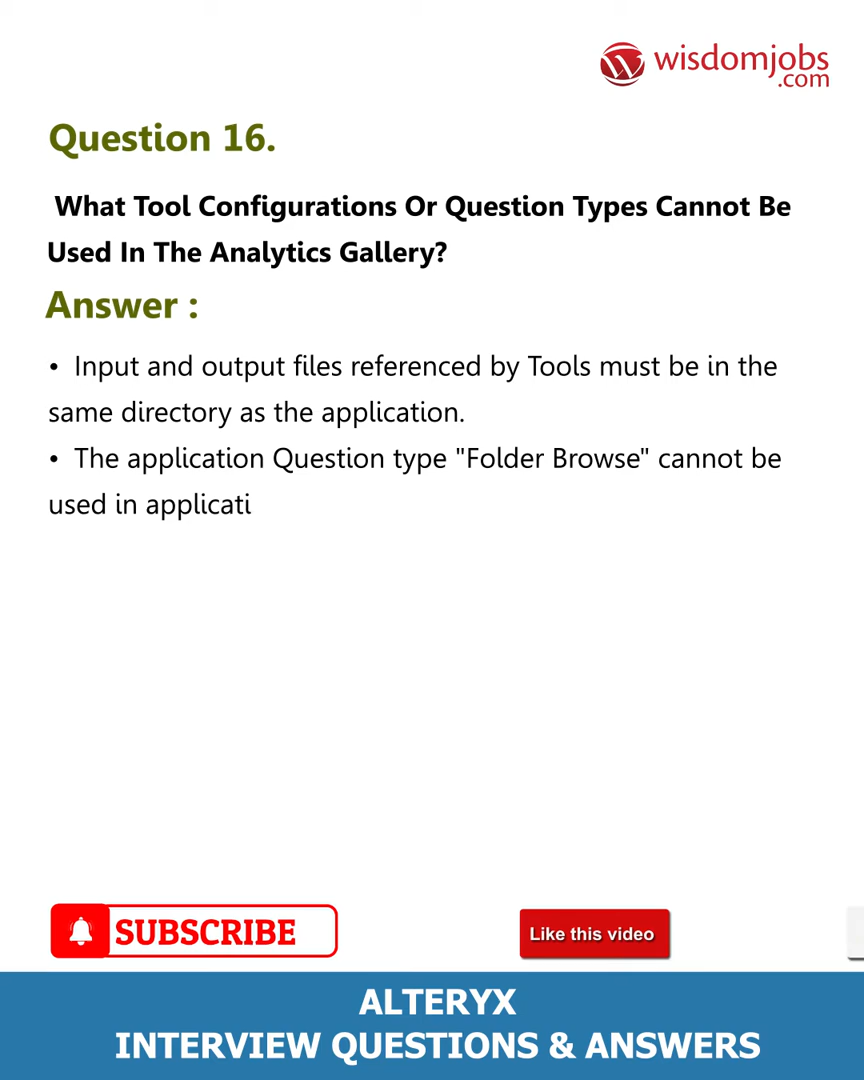 wisdomjobs
.com
Question 16.
What Tool Configurations Or Question Types Cannot Be
Used In The Analytics Gallery?
Answer :
• Input and output files referenced by Tools must be in the
same directory as the application.
• The application Question type "Folder Browse" cannot be
used in applicati
SUBSCRIBE
Like this video
ALTERYX
INTERVIEW QUESTIONS & ANSWERS